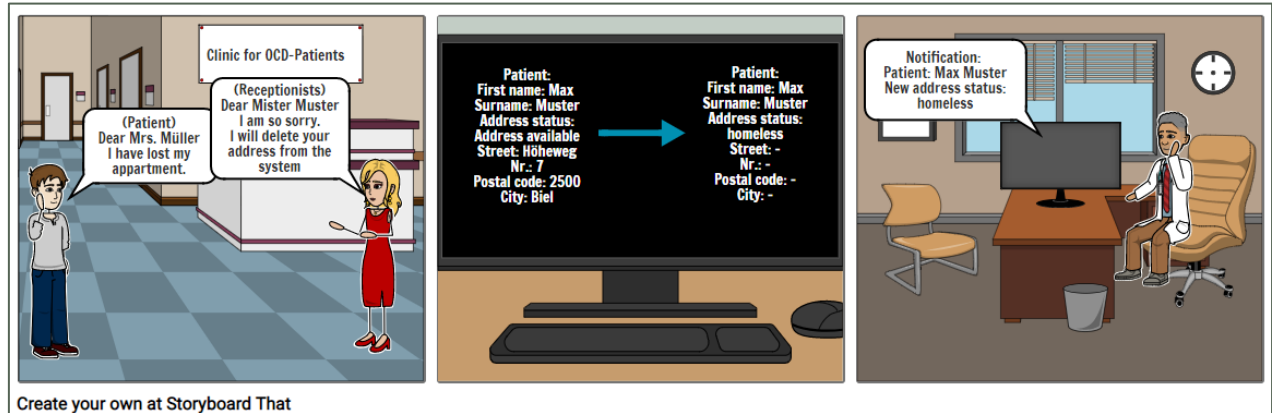 Clinic for OCD-Patients
(Patient)
Dear Mrs. Müller
I have lost my
appartment.
(Receptionists)
Dear Mister Muster
I am so sorry.
I will delete your
address from the
system
Patient:
First name: Max
Surname: Muster
Address status:
Address available
Street: Höheweg
Nr.: 7
Postal code: 2500
City: Biel
Patient:
First name: Max
Surname: Muster
Address status:
homeless
Street: -
Nr.: -
Postal code: -
City: -
Notification:
Patient: Max Muster
New address status:
homeless
Create your own at Storyboard That